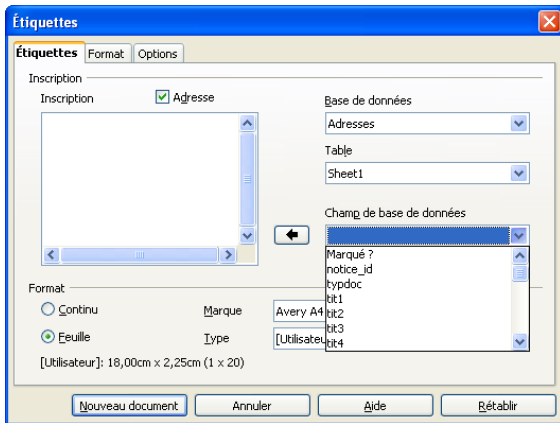 Étiquettes
Étiquettes Format Options
Inscription
Inscription Adresse Base de données
Adresses
Table
Sheet1
Champ de base de données
Marqué ?
notice_id
typdoc
tit1
tit2
tit3
tit4
Format
Continu Marque Avery A4
Feuille Type [Utilisateu
[Utilisateur]: 18,00cm x 2,25cm (1 x 20)
Nouveau document Annuler Aide Rétablir